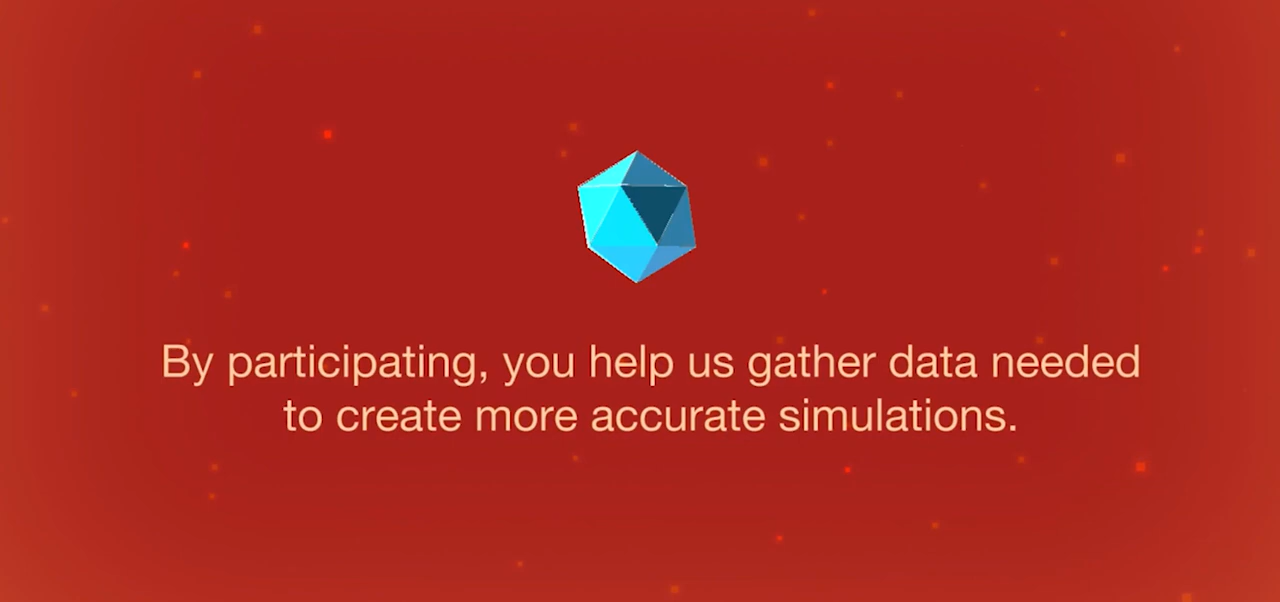 By participating, you help us gather data needed
to create more accurate simulations.